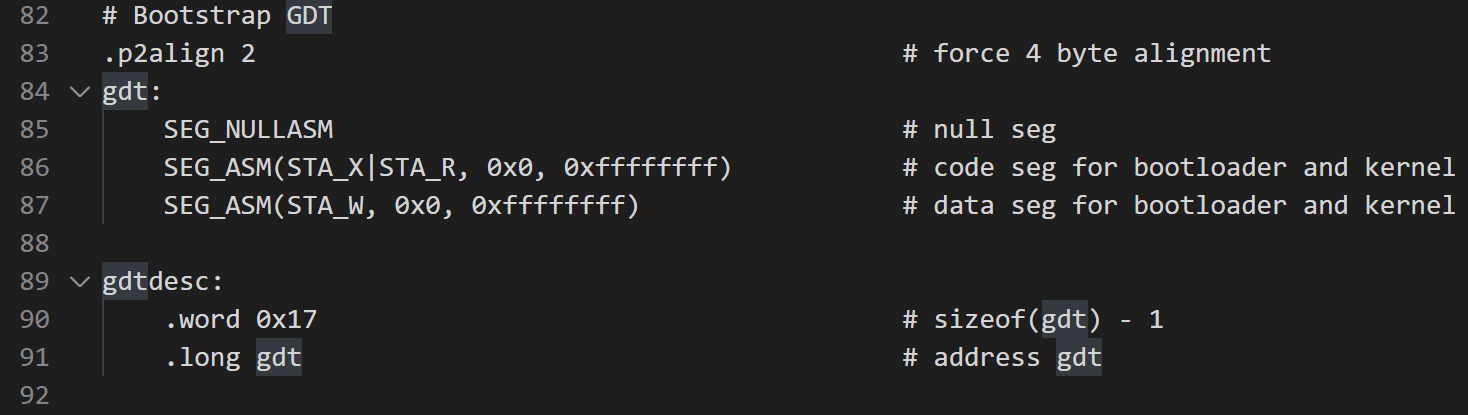 82 # Bootstrap GDT
83 .p2align 2 # force 4 byte alignment
84 gdt:
85 SEG_NULLASM # null seg
86 SEG_ASM(STA_X|STA_R, 0x0, 0xffffffff) # code seg for bootloader and kernel
87 SEG_ASM(STA_W, 0x0, 0xffffffff) # data seg for bootloader and kernel
88
89 gdtdesc:
90 .word 0x17 # sizeof(gdt) - 1
91 .long gdt # address gdt
92